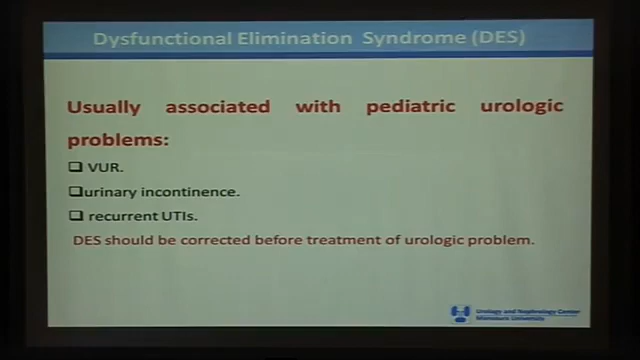 Dysfunctional Elimination Syndrome (DES)
Usually associated with pediatric urologic
problems:
❑ VUR.
❑urinary incontinence.
❑ recurrent UTIs.
DES should be corrected before treatment of urologic problem.
Urology and Nephrology Center
Mansoura University